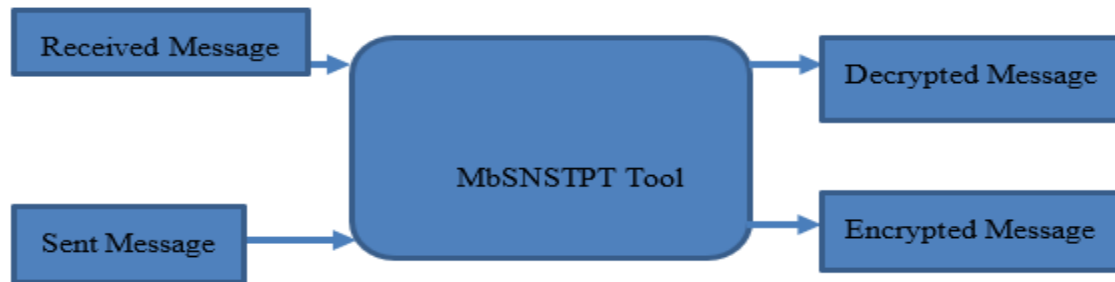 Received Message
Decrypted Message
MbSNSTPT Tool
Sent Message
Encrypted Message